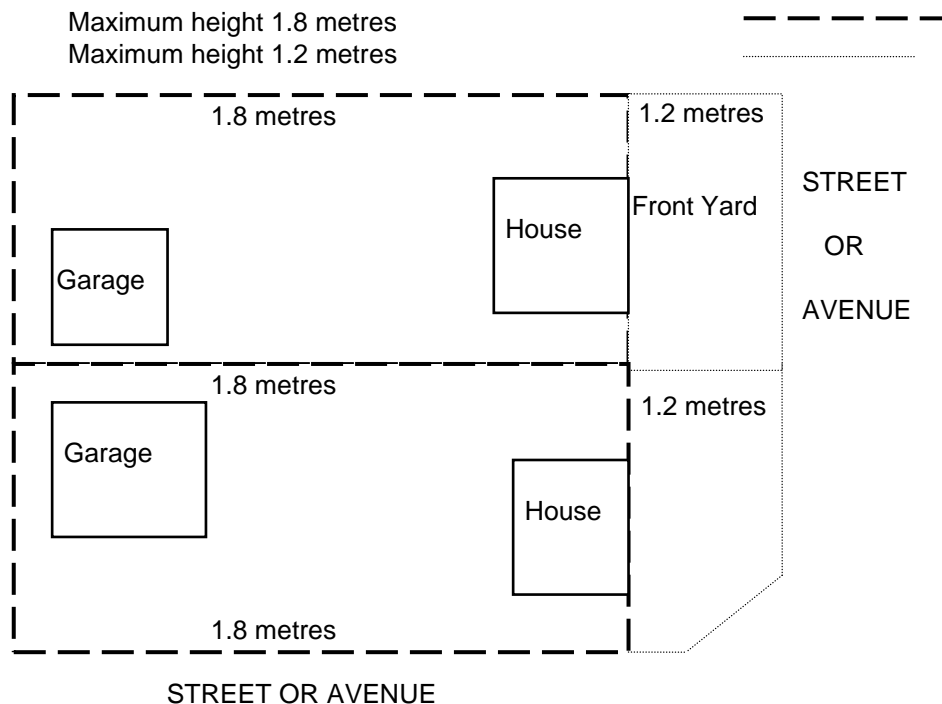 Maximum height 1.8 metres
Maximum height 1.2 metres
1.8 metres
1.2 metres
STREET
House
Front Yard
OR
Garage
AVENUE
1.8 metres
1.2 metres
Garage
House
1.8 metres
STREET OR AVENUE